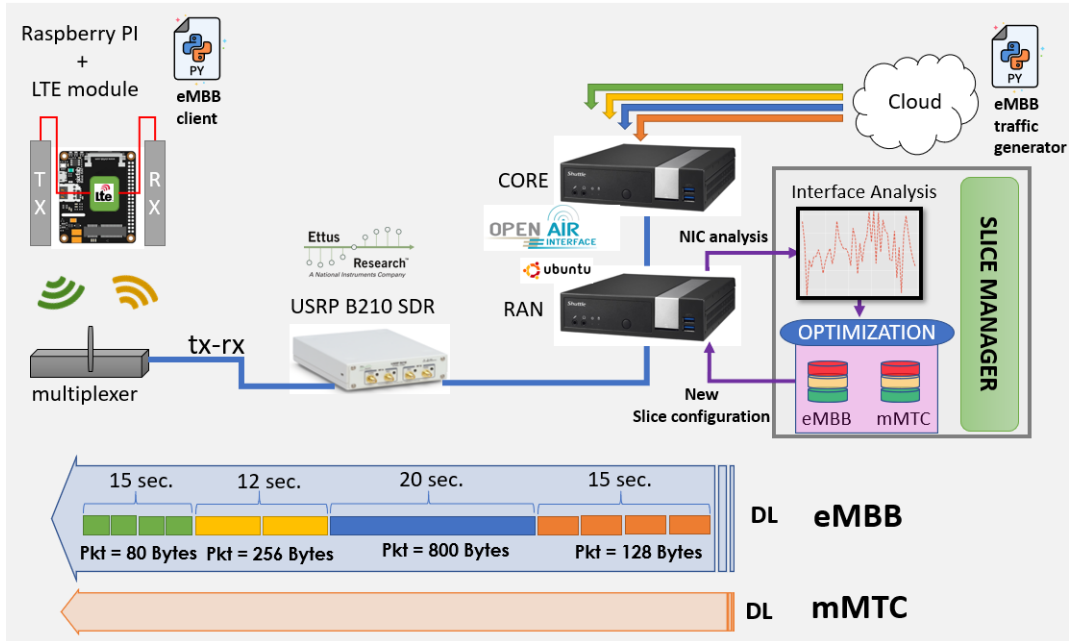 Raspberry PI
+
LTE module
PY
eMBB
client
T
X
Lte
R
X
multiplexer
tx-rx
Ettus
Research™
A National Instruments Company
USRP B210 SDR
CORE
Shuttle
OPEN AIR
INTERFACE
ubuntu
RAN
Shuttle
Cloud
PY
eMBB
traffic
generator
NIC analysis
New
Slice configuration
Interface Analysis
OPTIMIZATION
eMBB mMTC
SLICE MANAGER
15 sec. 12 sec. 20 sec. 15 sec.
Pkt = 80 Bytes Pkt = 256 Bytes Pkt = 800 Bytes Pkt = 128 Bytes
DL eMBB
DL mMTC